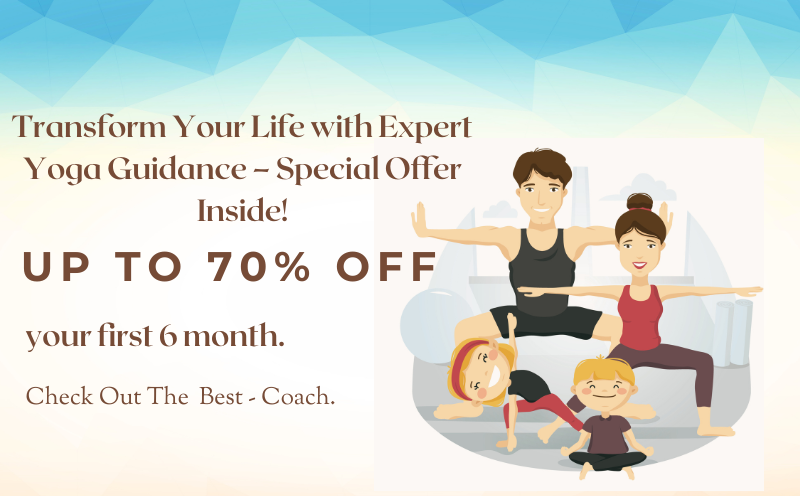 Transform Your Life with Expert
Yoga Guidance – Special Offer
Inside!
UP TO 70% OFF
your first 6 month.
Check Out The Best - Coach.